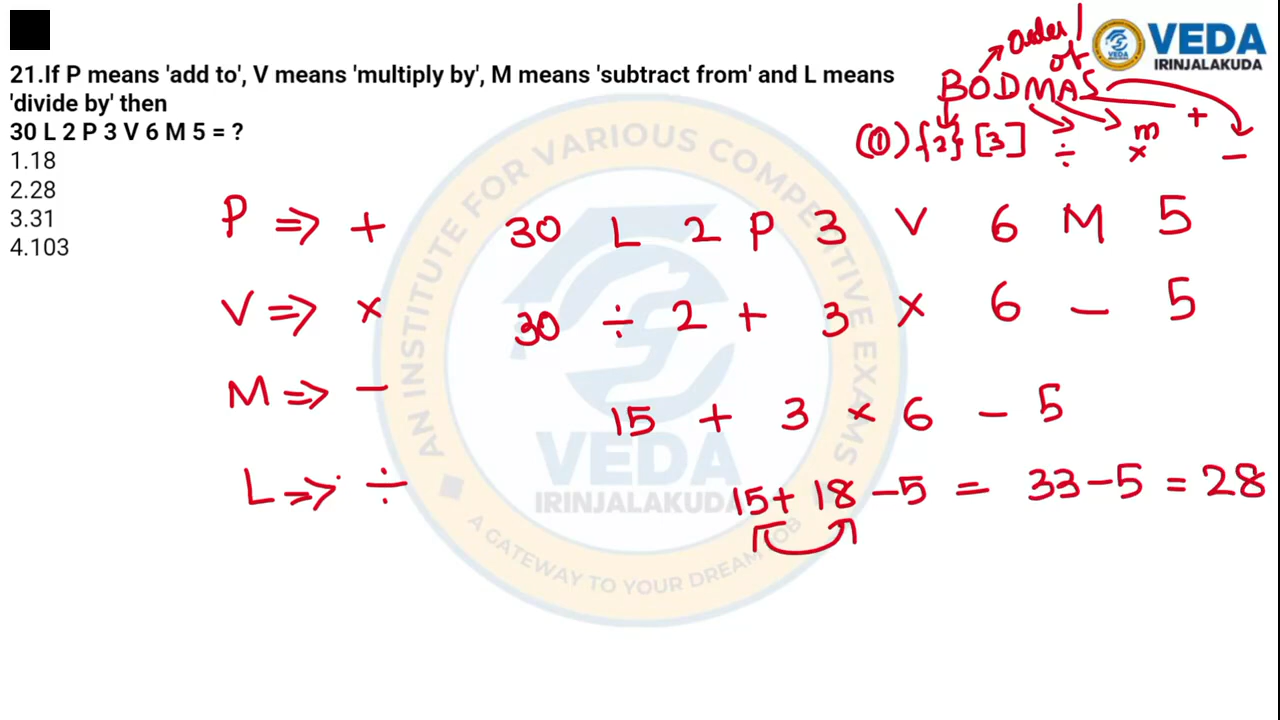 21.If P means 'add to', V means 'multiply by', M means 'subtract from' and L means
'divide by' then
30 L 2 P 3 V 6 M 5 = ?
1.18
2.28
3.31
4.103
VEDA
IRINJALAKUDA
order /
of
BODMAS
(1) {2} [3] ÷ m × + −
P ⇒ +
30 L 2 P 3 V 6 M 5
V ⇒ ×
30 ÷ 2 + 3 × 6 − 5
M ⇒ −
15 + 3 × 6 − 5
L ⇒ ÷
15 + 18 − 5 = 33 − 5 = 28
AN INSTITUTE FOR VARIOUS COMPETITIVE EXAMS
VEDA
IRINJALAKUDA
A GATEWAY TO YOUR DREAM JOB